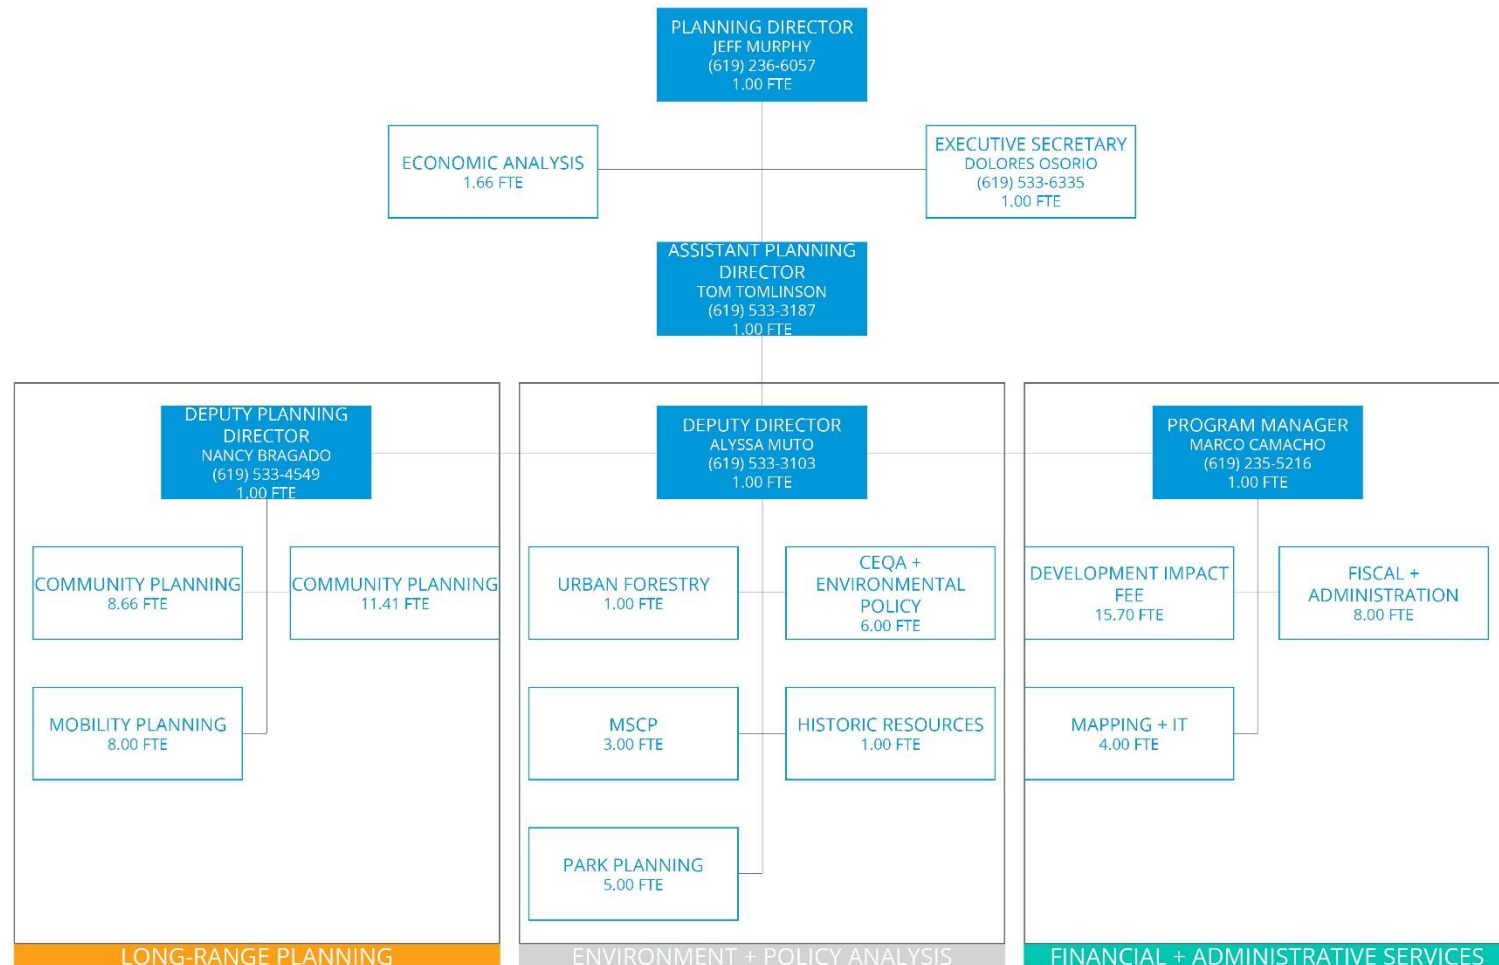 PLANNING DIRECTOR
JEFF MURPHY
(619) 236-6057
1.00 FTE
ECONOMIC ANALYSIS
1.66 FTE
EXECUTIVE SECRETARY
DOLORES OSORIO
(619) 533-6335
1.00 FTE
ASSISTANT PLANNING
DIRECTOR
TOM TOMLINSON
(619) 533-3187
1.00 FTE
DEPUTY PLANNING
DIRECTOR
NANCY BRAGADO
(619) 533-4549
1.00 FTE
COMMUNITY PLANNING
8.66 FTE
COMMUNITY PLANNING
11.41 FTE
MOBILITY PLANNING
8.00 FTE
LONG-RANGE PLANNING
DEPUTY DIRECTOR
ALYSSA MUTO
(619) 533-3103
1.00 FTE
URBAN FORESTRY
1.00 FTE
CEQA +
ENVIRONMENTAL
POLICY
6.00 FTE
MSCP
3.00 FTE
HISTORIC RESOURCES
1.00 FTE
PARK PLANNING
5.00 FTE
ENVIRONMENT + POLICY ANALYSIS
PROGRAM MANAGER
MARCO CAMACHO
(619) 235-5216
1.00 FTE
DEVELOPMENT IMPACT
FEE
15.70 FTE
FISCAL +
ADMINISTRATION
8.00 FTE
MAPPING + IT
4.00 FTE
FINANCIAL + ADMINISTRATIVE SERVICES